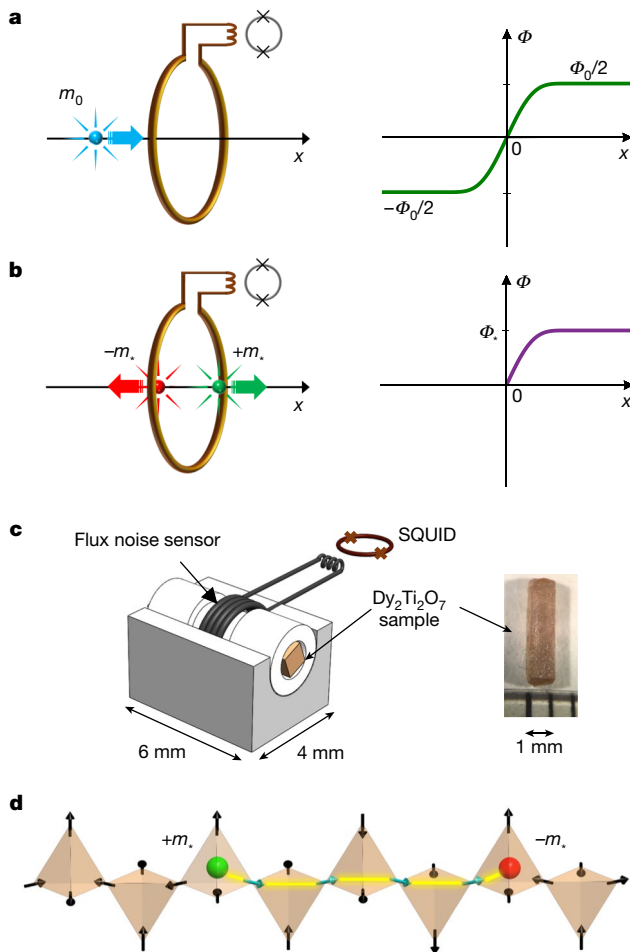 a
m₀
x
Φ
Φ₀/2
0
x
−Φ₀/2
b
−m*
+m*
x
Φ
Φ*
0
x
c
Flux noise sensor
SQUID
Dy₂Ti₂O₇
sample
6 mm
4 mm
1 mm
d
+m*
−m*